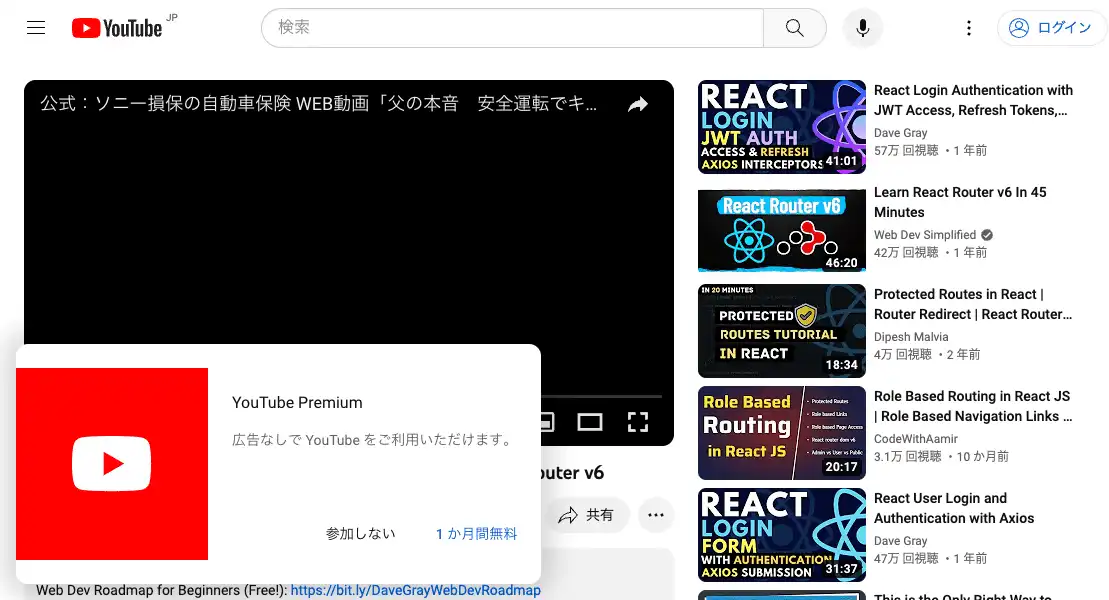 YouTube JP
検索
ログイン
公式：ソニー損保の自動車保険 WEB動画「父の本音　安全運転でキ...
YouTube Premium
広告なしで YouTube をご利用いただけます。
参加しない
1 か月間無料
outer v6
共有
Web Dev Roadmap for Beginners (Free!): https://bit.ly/DaveGrayWebDevRoadmap
REACT
LOGIN
JWT AUTH
ACCESS & REFRESH
AXIOS INTERCEPTORS
41:01
React Login Authentication with
JWT Access, Refresh Tokens,...
Dave Gray
57万 回視聴 ・1 年前
React Router v6
46:20
Learn React Router v6 In 45
Minutes
Web Dev Simplified
42万 回視聴 ・1 年前
IN 20 MINUTES
PROTECTED
ROUTES TUTORIAL
IN REACT
18:34
Protected Routes in React |
Router Redirect | React Router...
Dipesh Malvia
4万 回視聴 ・2 年前
Role Based
Routing
in React JS
• Protected Routes
• Role based Links
• Role based Page Access
• React router dom v6
• Admin vs User vs Public
20:17
Role Based Routing in React JS
| Role Based Navigation Links ...
CodeWithAamir
3.1万 回視聴 ・10 か月前
REACT
LOGIN
FORM
WITH AUTHENTICATION
AXIOS SUBMISSION
31:37
React User Login and
Authentication with Axios
Dave Gray
47万 回視聴 ・1 年前
This is the Only Right Way to